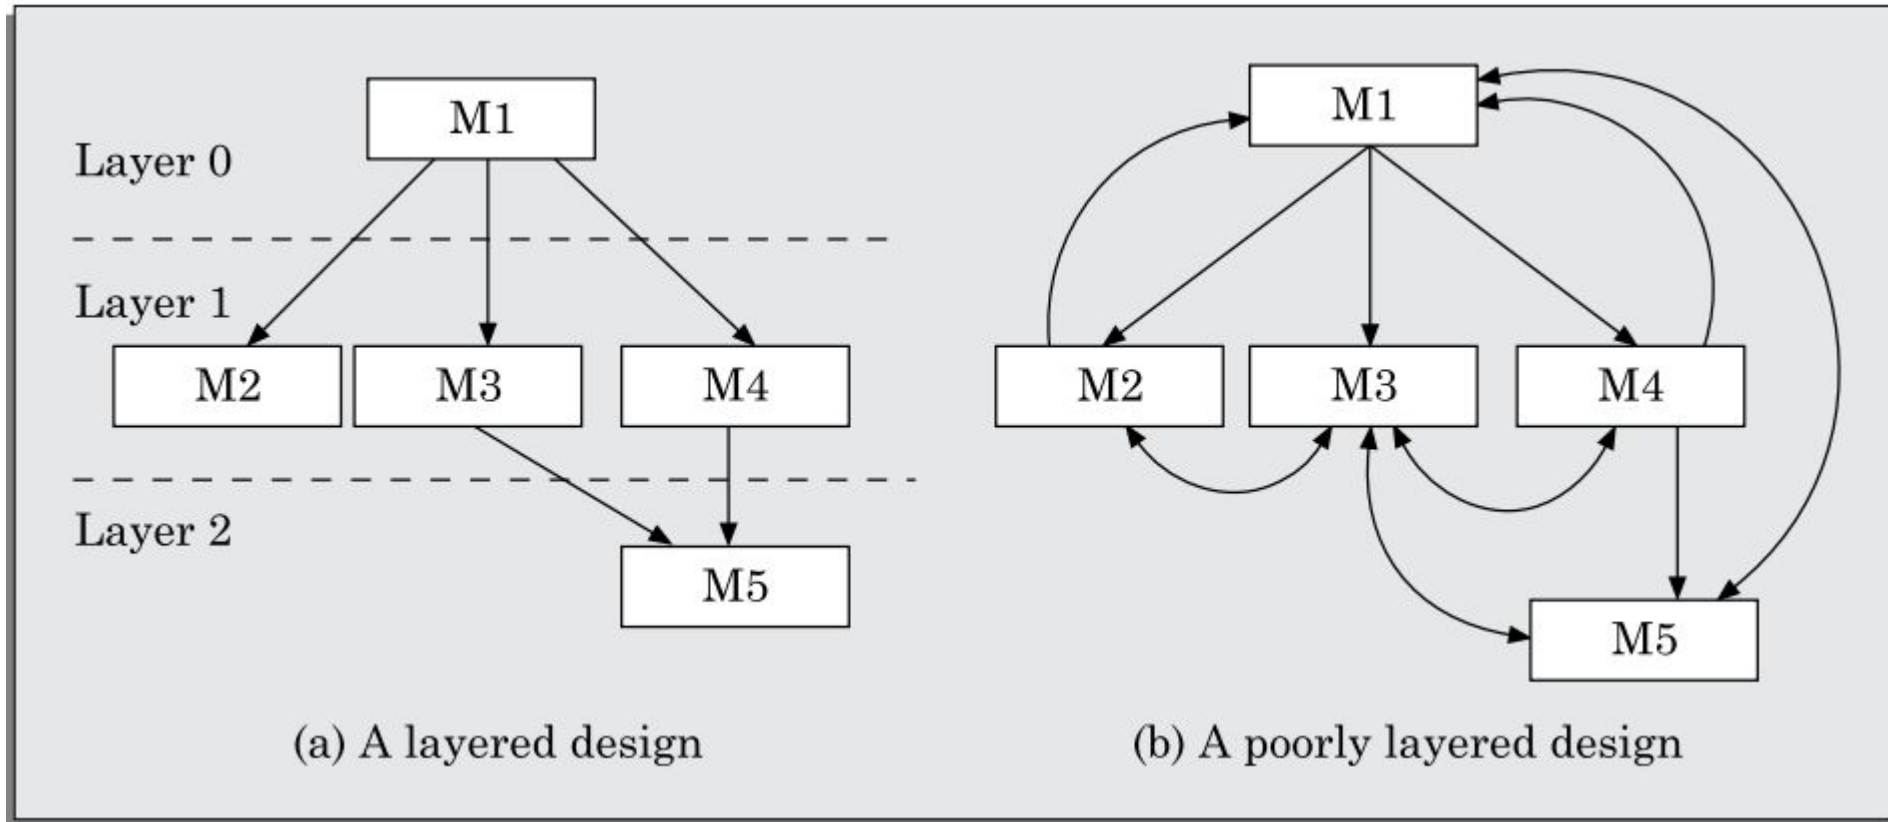 M1
Layer 0
Layer 1
M2 M3 M4
Layer 2
M5
(a) A layered design
M1
M2 M3 M4
M5
(b) A poorly layered design